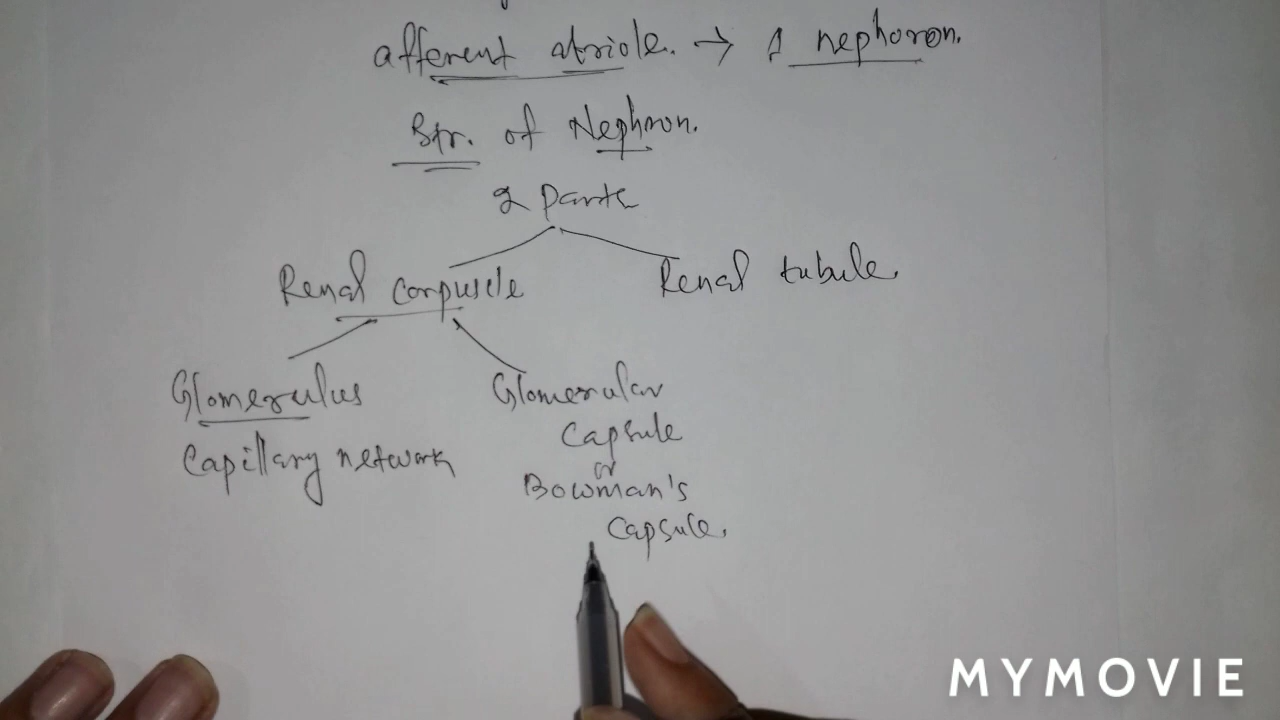 afferent atriole. → 1 nephoron.
Str. of Nephron.
2 parts
Renal corpuscle Renal tubule.
Glomerulus Glomerular
Capsule
Capillary network or
Bowman's
Capsule.
MYMOVIE